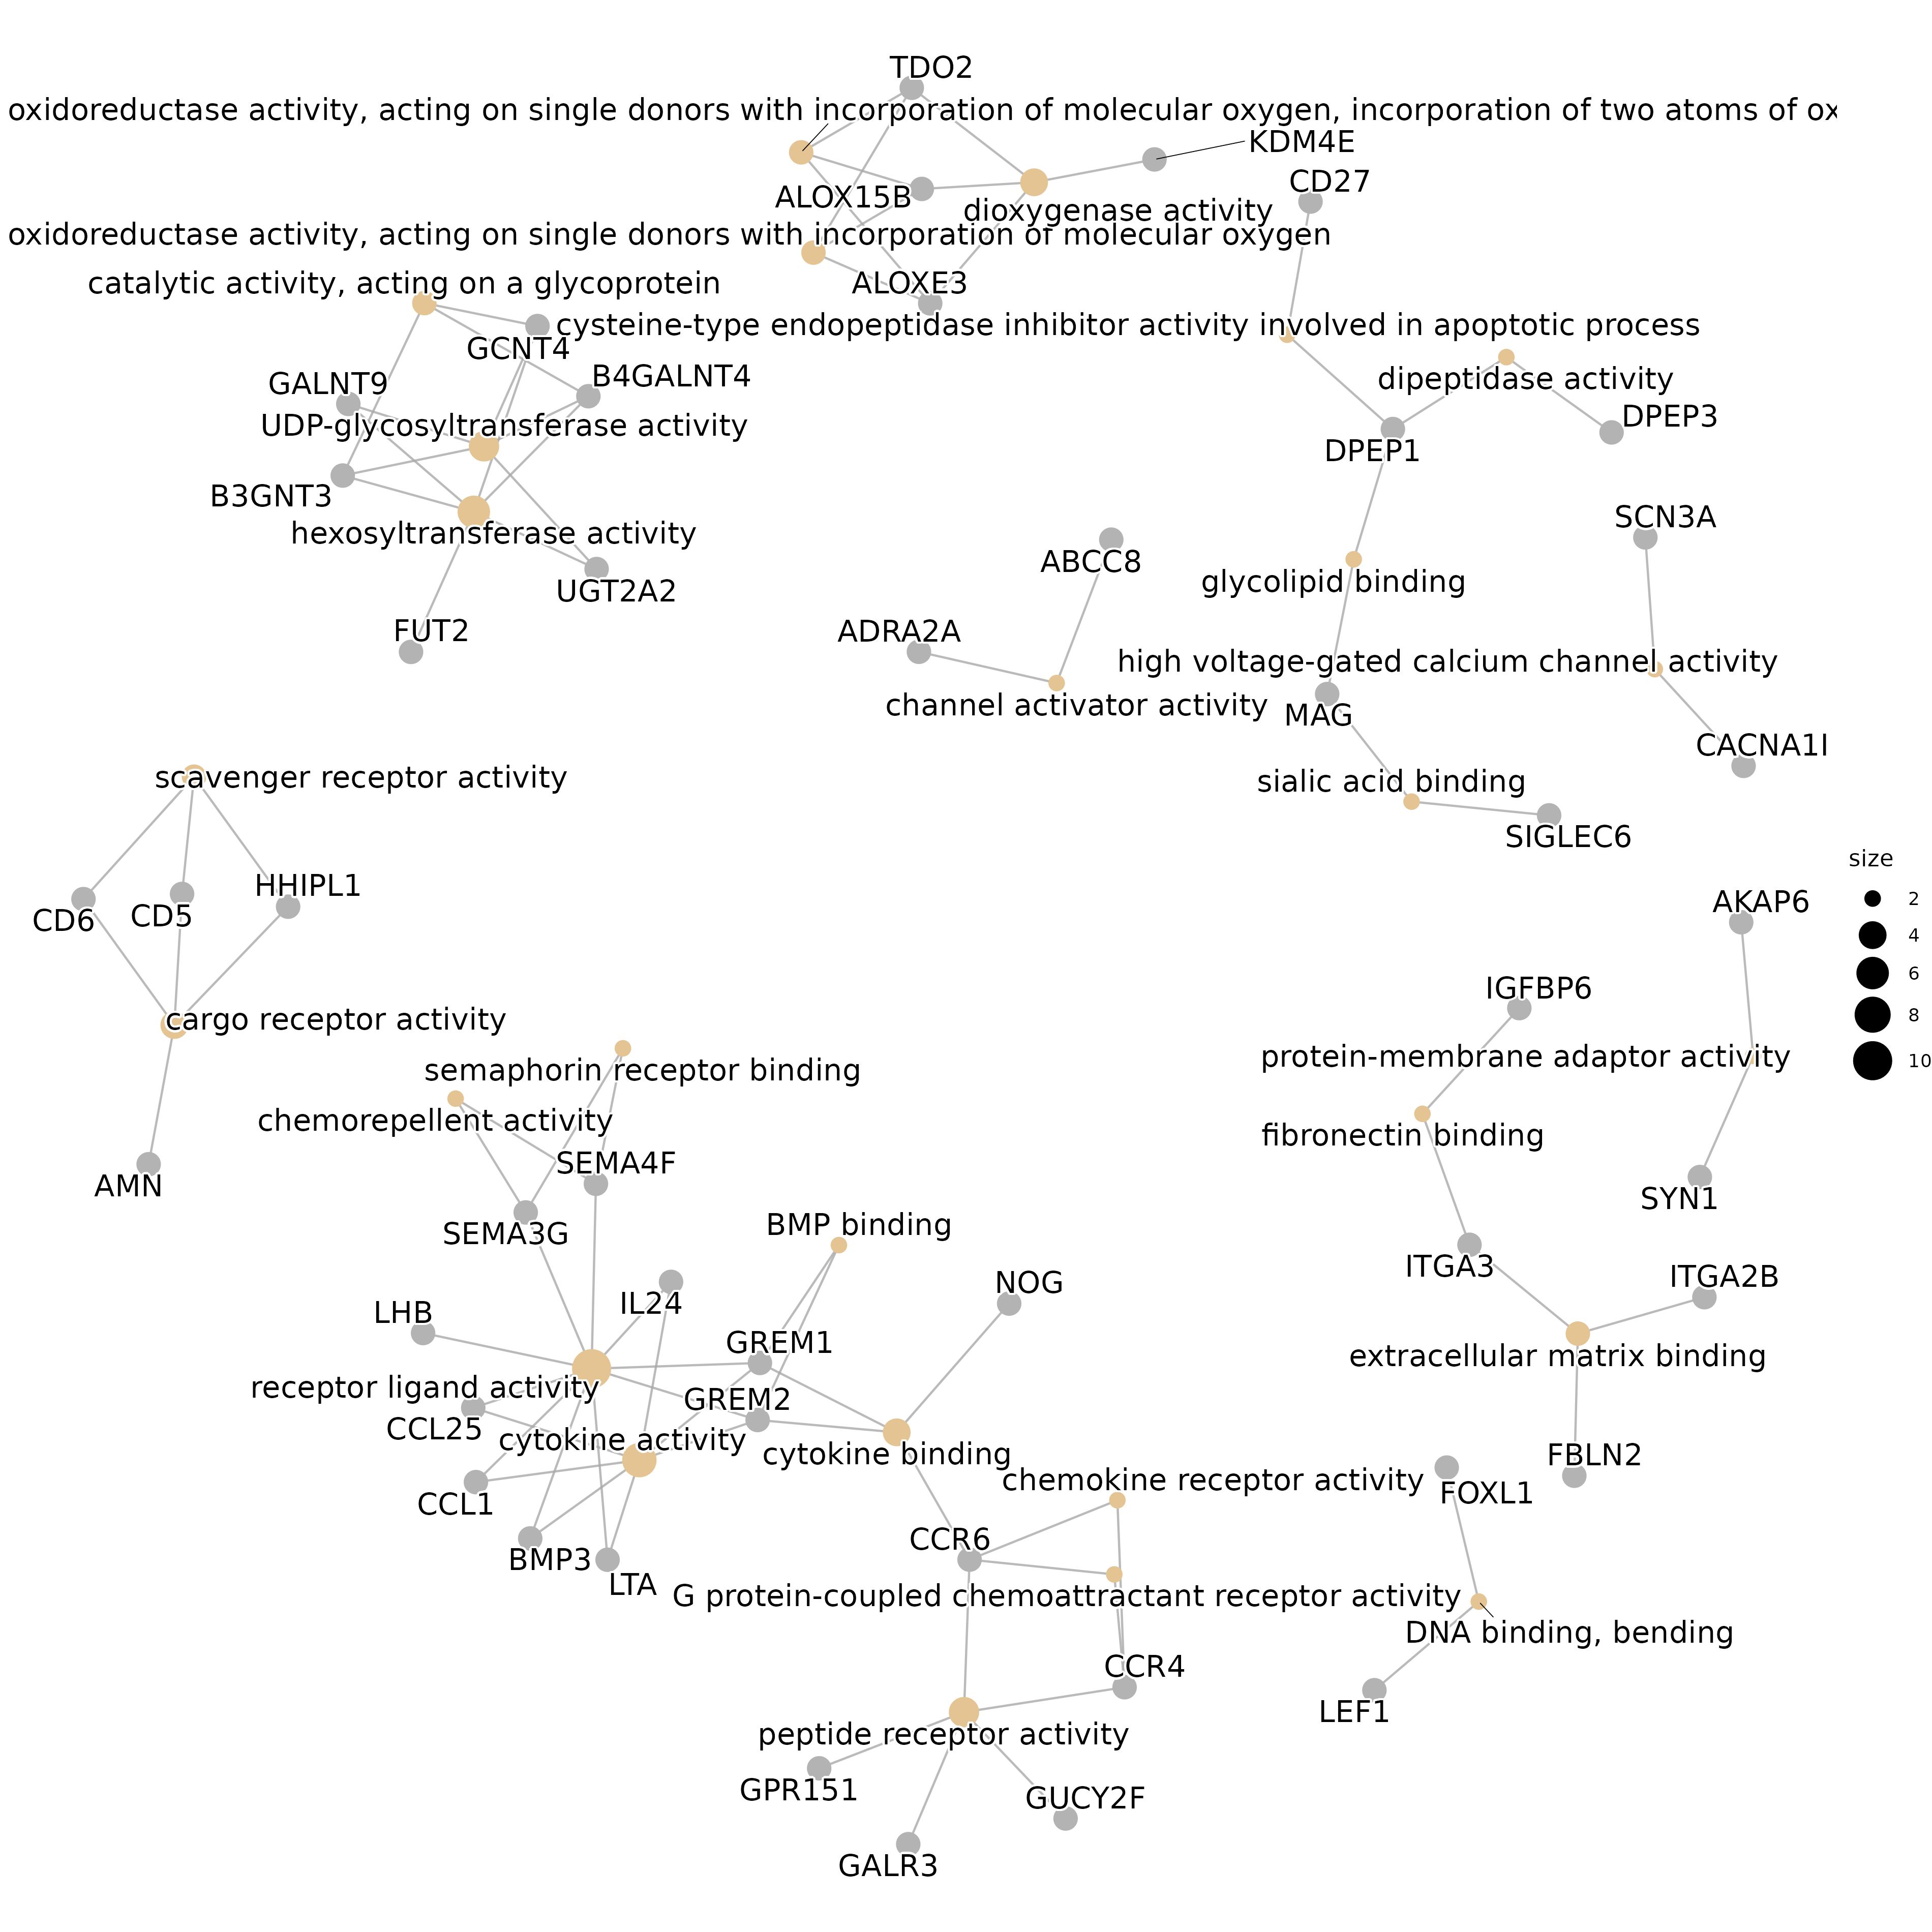 TDO2
oxidoreductase activity, acting on single donors with incorporation of molecular oxygen, incorporation of two atoms of ox
KDM4E
CD27
ALOX15B
dioxygenase activity
oxidoreductase activity, acting on single donors with incorporation of molecular oxygen
catalytic activity, acting on a glycoprotein
ALOXE3
cysteine-type endopeptidase inhibitor activity involved in apoptotic process
GCNT4
GALNT9
B4GALNT4
dipeptidase activity
DPEP3
UDP-glycosyltransferase activity
DPEP1
B3GNT3
SCN3A
hexosyltransferase activity
ABCC8
glycolipid binding
UGT2A2
FUT2
ADRA2A
high voltage-gated calcium channel activity
channel activator activity
MAG
CACNA1I
scavenger receptor activity
sialic acid binding
SIGLEC6
size
HHIPL1
CD6
CD5
AKAP6
2
4
6
8
10
IGFBP6
cargo receptor activity
protein-membrane adaptor activity
semaphorin receptor binding
chemorepellent activity
fibronectin binding
SEMA4F
AMN
SYN1
SEMA3G
BMP binding
ITGA3
ITGA2B
NOG
IL24
LHB
GREM1
extracellular matrix binding
receptor ligand activity
GREM2
CCL25
cytokine activity
cytokine binding
FBLN2
chemokine receptor activity
FOXL1
CCL1
CCR6
BMP3
LTA
G protein-coupled chemoattractant receptor activity
DNA binding, bending
CCR4
LEF1
peptide receptor activity
GPR151
GUCY2F
GALR3